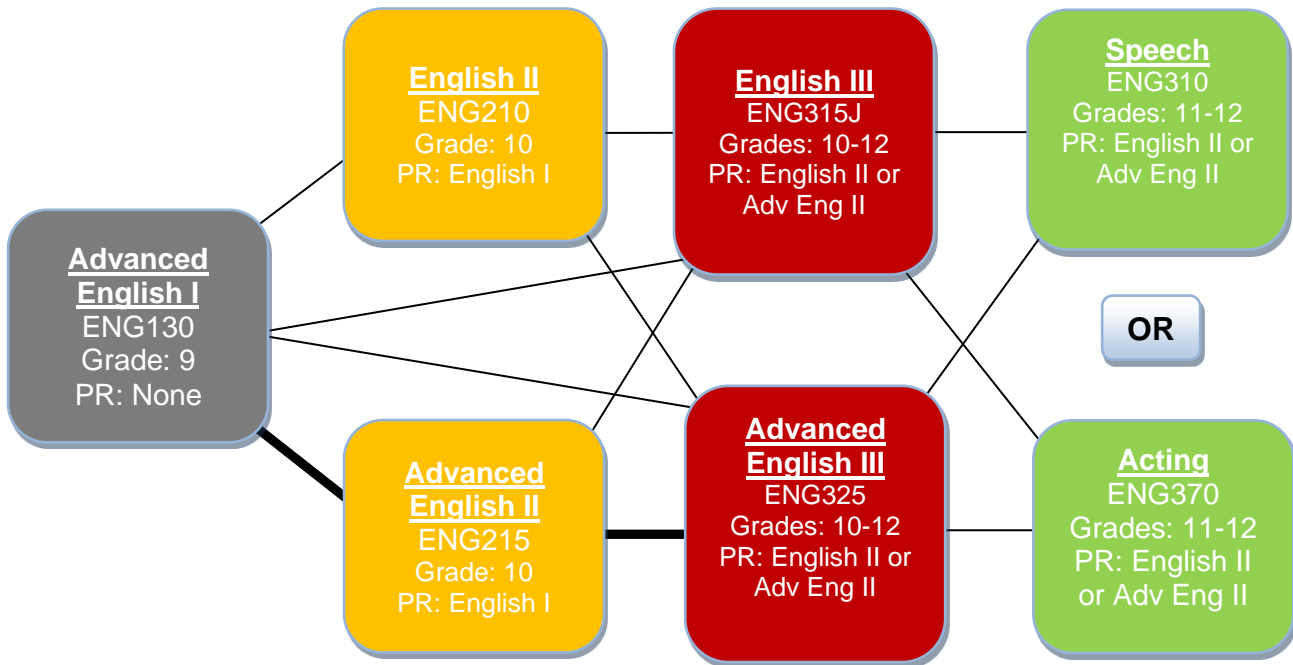 Advanced
English I
ENG130
Grade: 9
PR: None
English II
ENG210
Grade: 10
PR: English I
Advanced
English II
ENG215
Grade: 10
PR: English I
English III
ENG315J
Grades: 10-12
PR: English II or
Adv Eng II
Advanced
English III
ENG325
Grades: 10-12
PR: English II or
Adv Eng II
Speech
ENG310
Grades: 11-12
PR: English II or
Adv Eng II
OR
Acting
ENG370
Grades: 11-12
PR: English II
or Adv Eng II